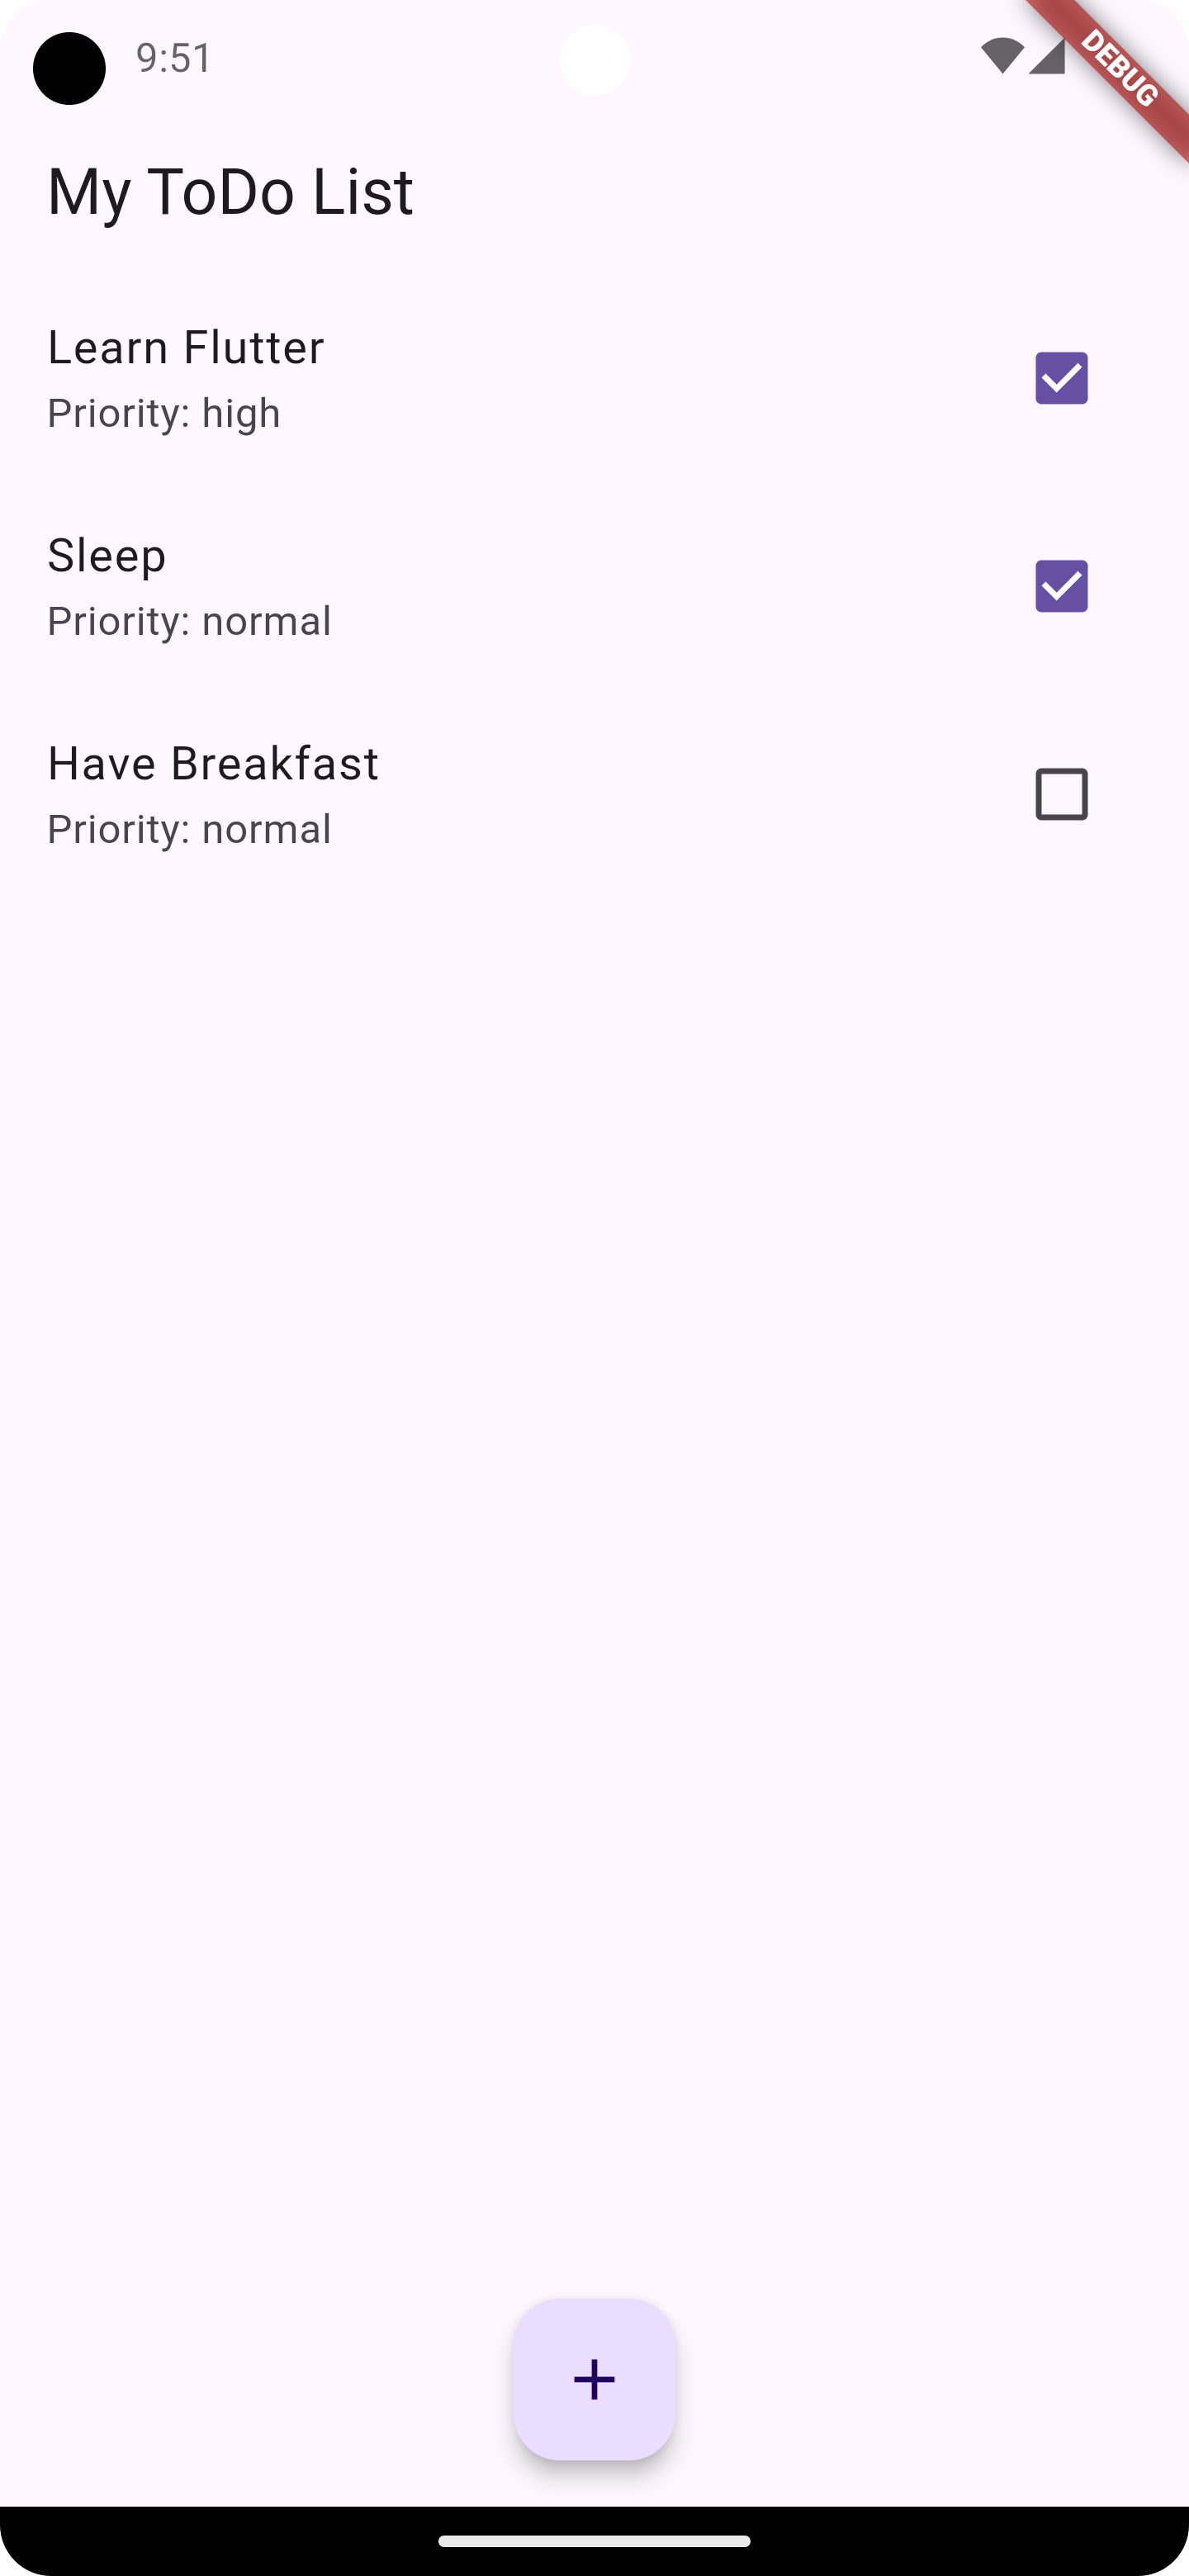 9:51
DEBUG
My ToDo List
Learn Flutter
Priority: high
Sleep
Priority: normal
Have Breakfast
Priority: normal